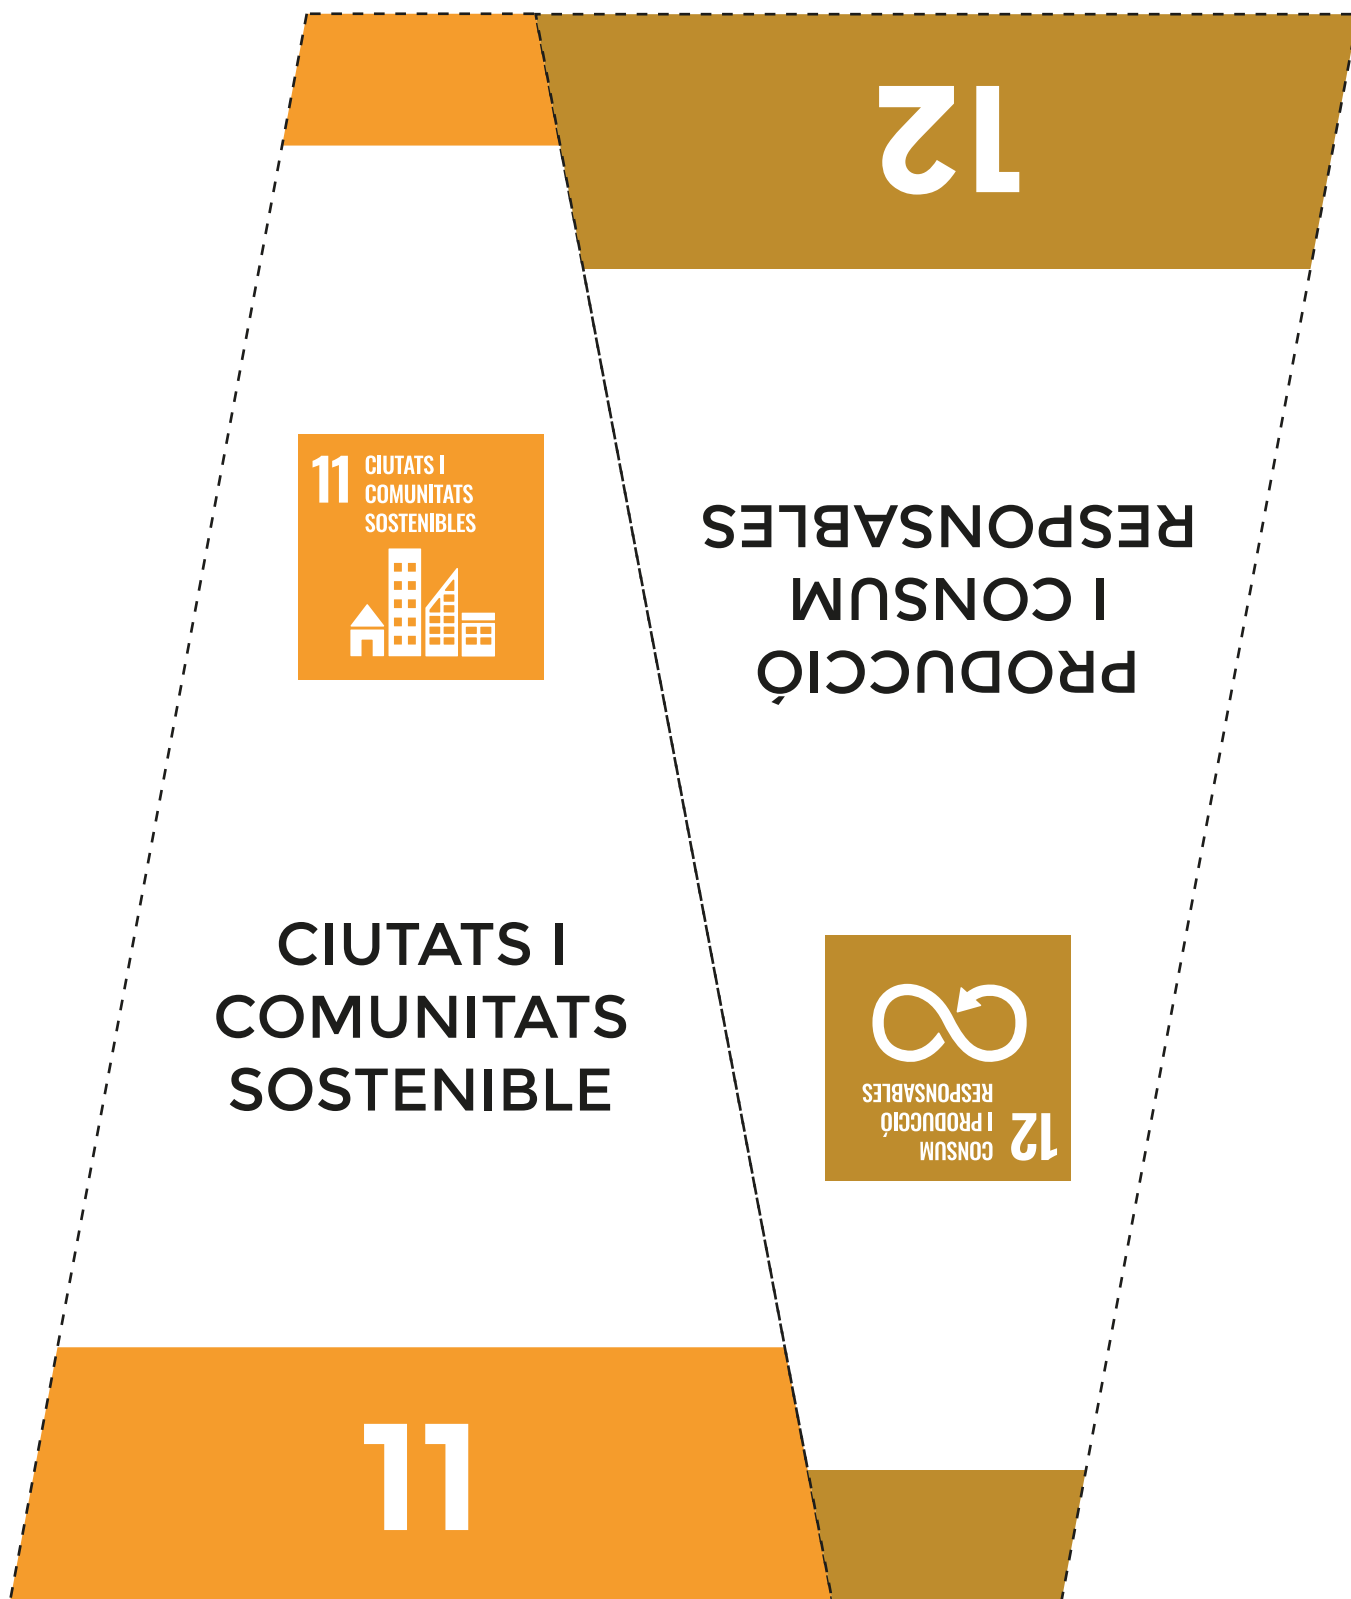 11 CIUTATS I
COMUNITATS
SOSTENIBLES
CIUTATS I
COMUNITATS
SOSTENIBLE
11
12
PRODUCCIÓ
I CONSUM
RESPONSABLES
12 CONSUM
I PRODUCCIÓ
RESPONSABLES